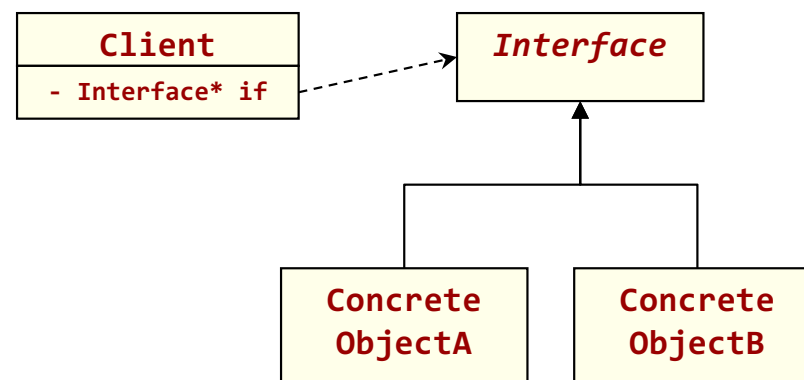 Client
- Interface* if
Interface
Concrete
ObjectA
Concrete
ObjectB